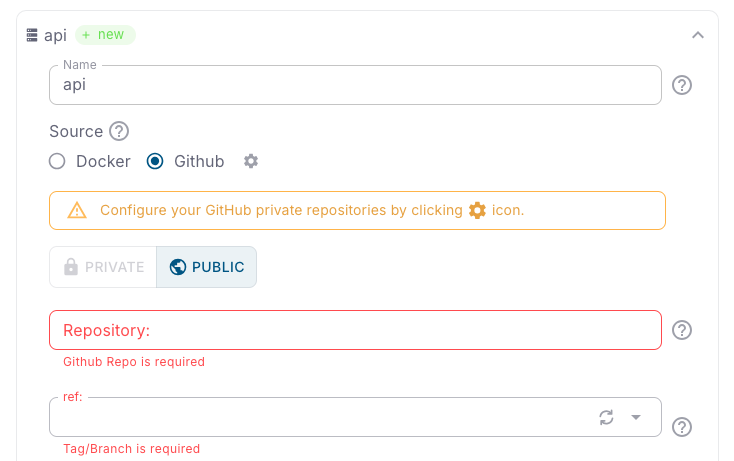 api + new
Name
api
Source
Docker Github
Configure your GitHub private repositories by clicking icon.
PRIVATE PUBLIC
Repository:
Github Repo is required
ref:
Tag/Branch is required